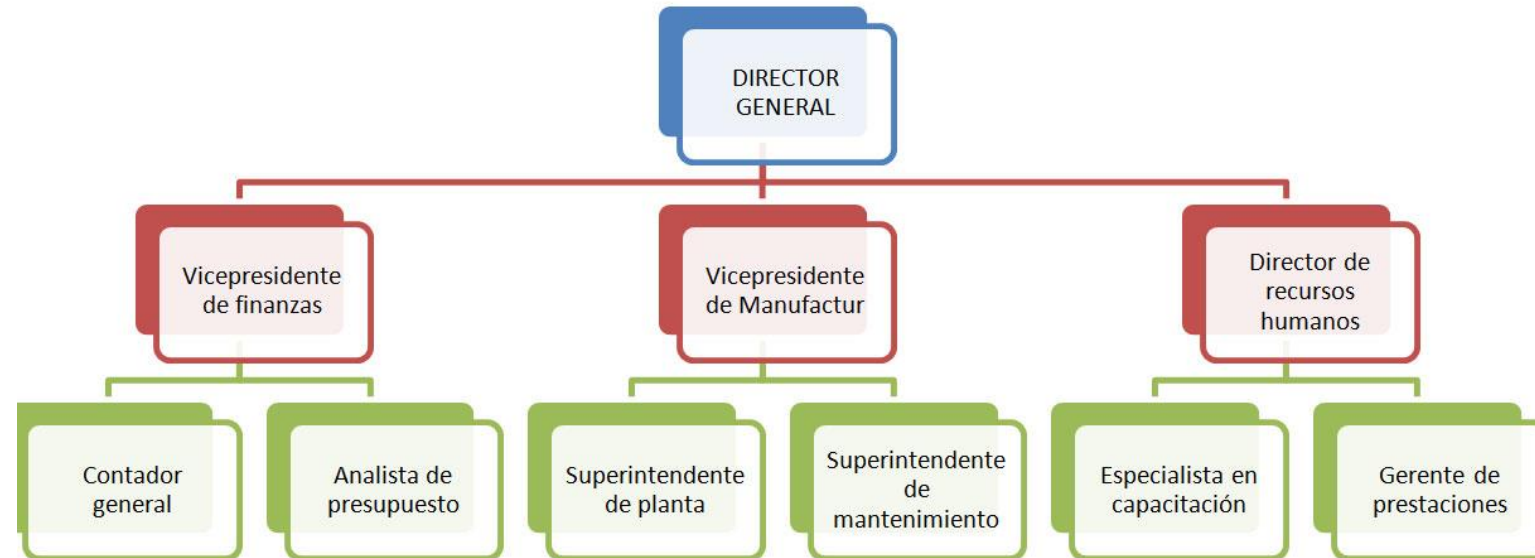 DIRECTOR
GENERAL
Vicepresidente
de finanzas
Vicepresidente
de Manufactur
Director de
recursos
humanos
Contador
general
Analista de
presupuesto
Superintendente
de planta
Superintendente
de
mantenimiento
Especialista en
capacitación
Gerente de
prestaciones